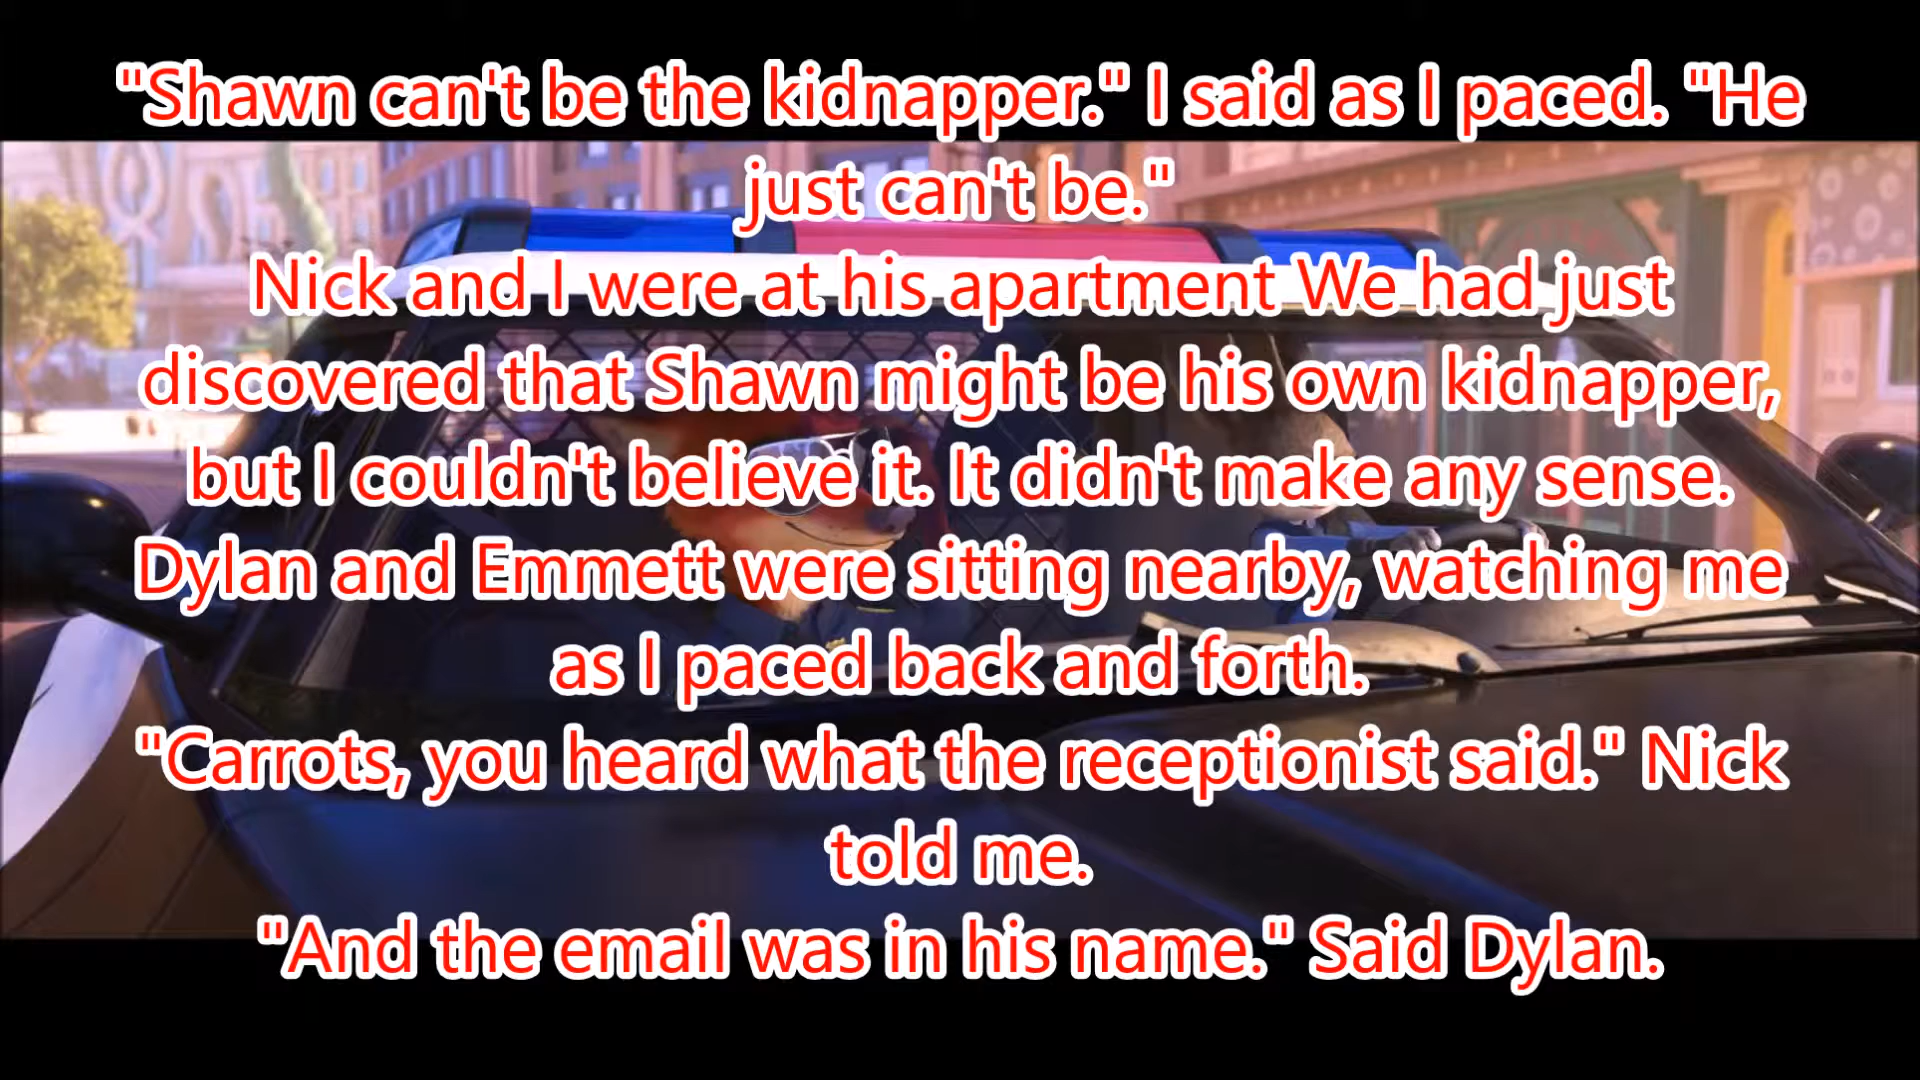 "Shawn can't be the kidnapper." I said as I paced. "He
just can't be."
Nick and I were at his apartment We had just
discovered that Shawn might be his own kidnapper,
but I couldn't believe it. It didn't make any sense.
Dylan and Emmett were sitting nearby, watching me
as I paced back and forth.
"Carrots, you heard what the receptionist said." Nick
told me.
"And the email was in his name." Said Dylan.